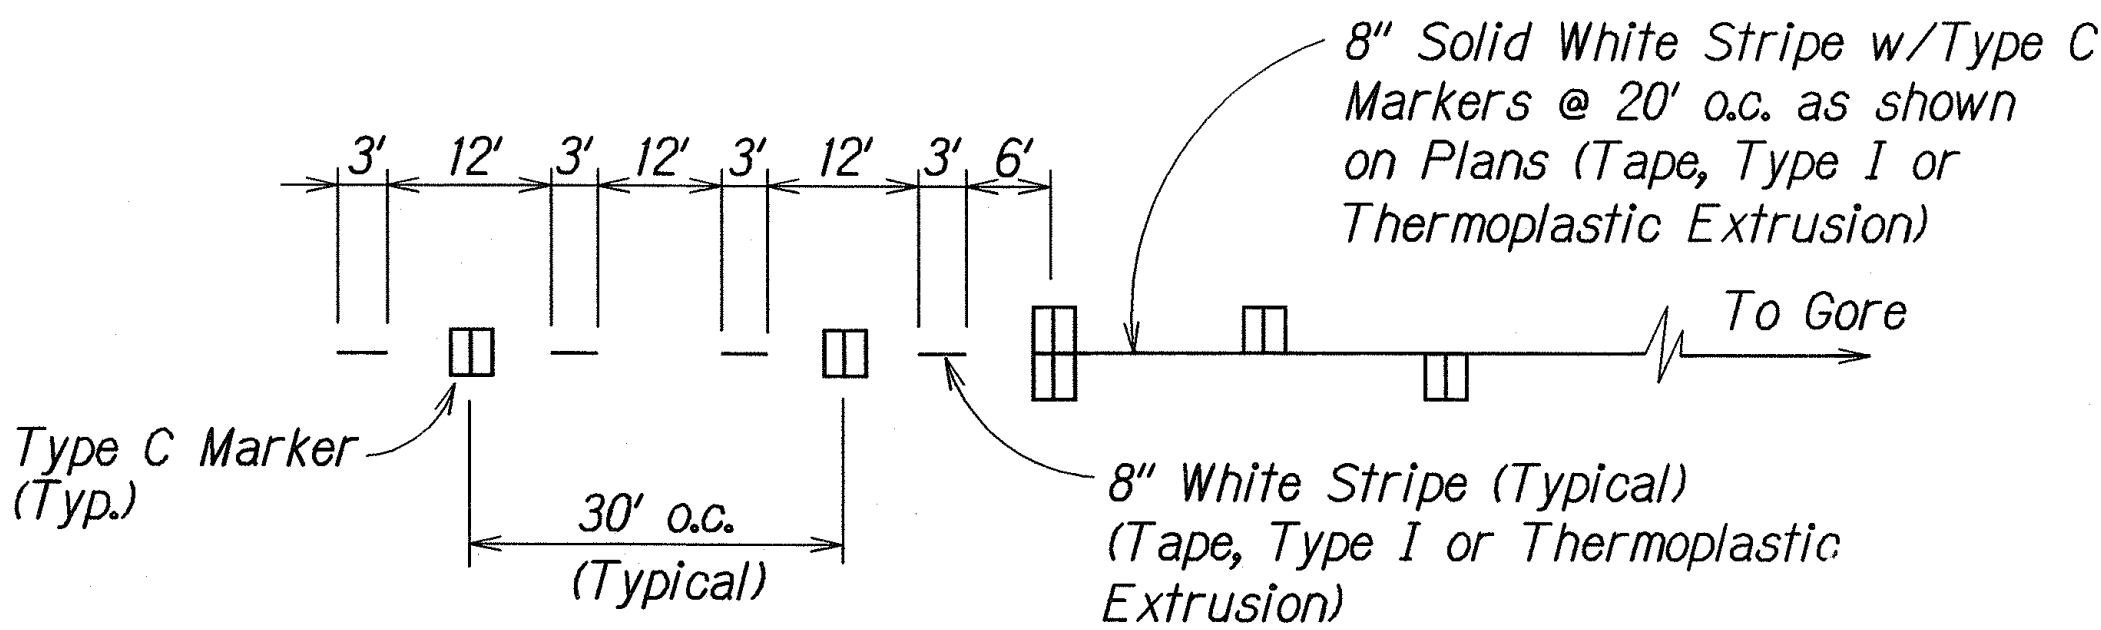 8" Solid White Stripe w/Type C
Markers @ 20' o.c. as shown
on Plans (Tape, Type I or
Thermoplastic Extrusion)
3' 12' 3' 12' 3' 12' 3' 6'
To Gore
Type C Marker
(Typ.)
30' o.c.
(Typical)
8" White Stripe (Typical)
(Tape, Type I or Thermoplastic
Extrusion)